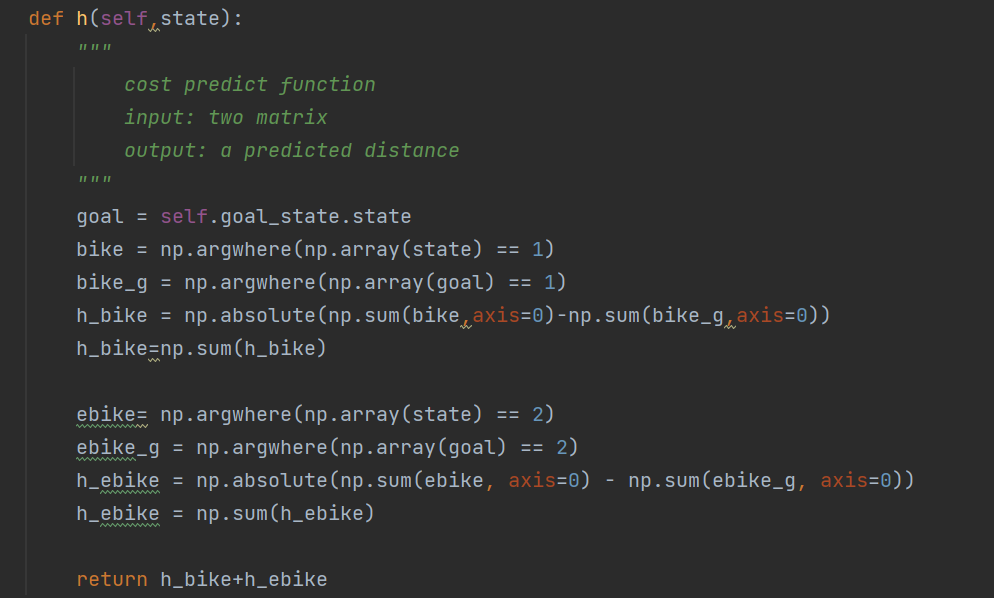 def h(self,state):
    """
        cost predict function
        input: two matrix
        output: a predicted distance
    """
    goal = self.goal_state.state
    bike = np.argwhere(np.array(state) == 1)
    bike_g = np.argwhere(np.array(goal) == 1)
    h_bike = np.absolute(np.sum(bike,axis=0)-np.sum(bike_g,axis=0))
    h_bike=np.sum(h_bike)

    ebike= np.argwhere(np.array(state) == 2)
    ebike_g = np.argwhere(np.array(goal) == 2)
    h_ebike = np.absolute(np.sum(ebike, axis=0) - np.sum(ebike_g, axis=0))
    h_ebike = np.sum(h_ebike)

    return h_bike+h_ebike